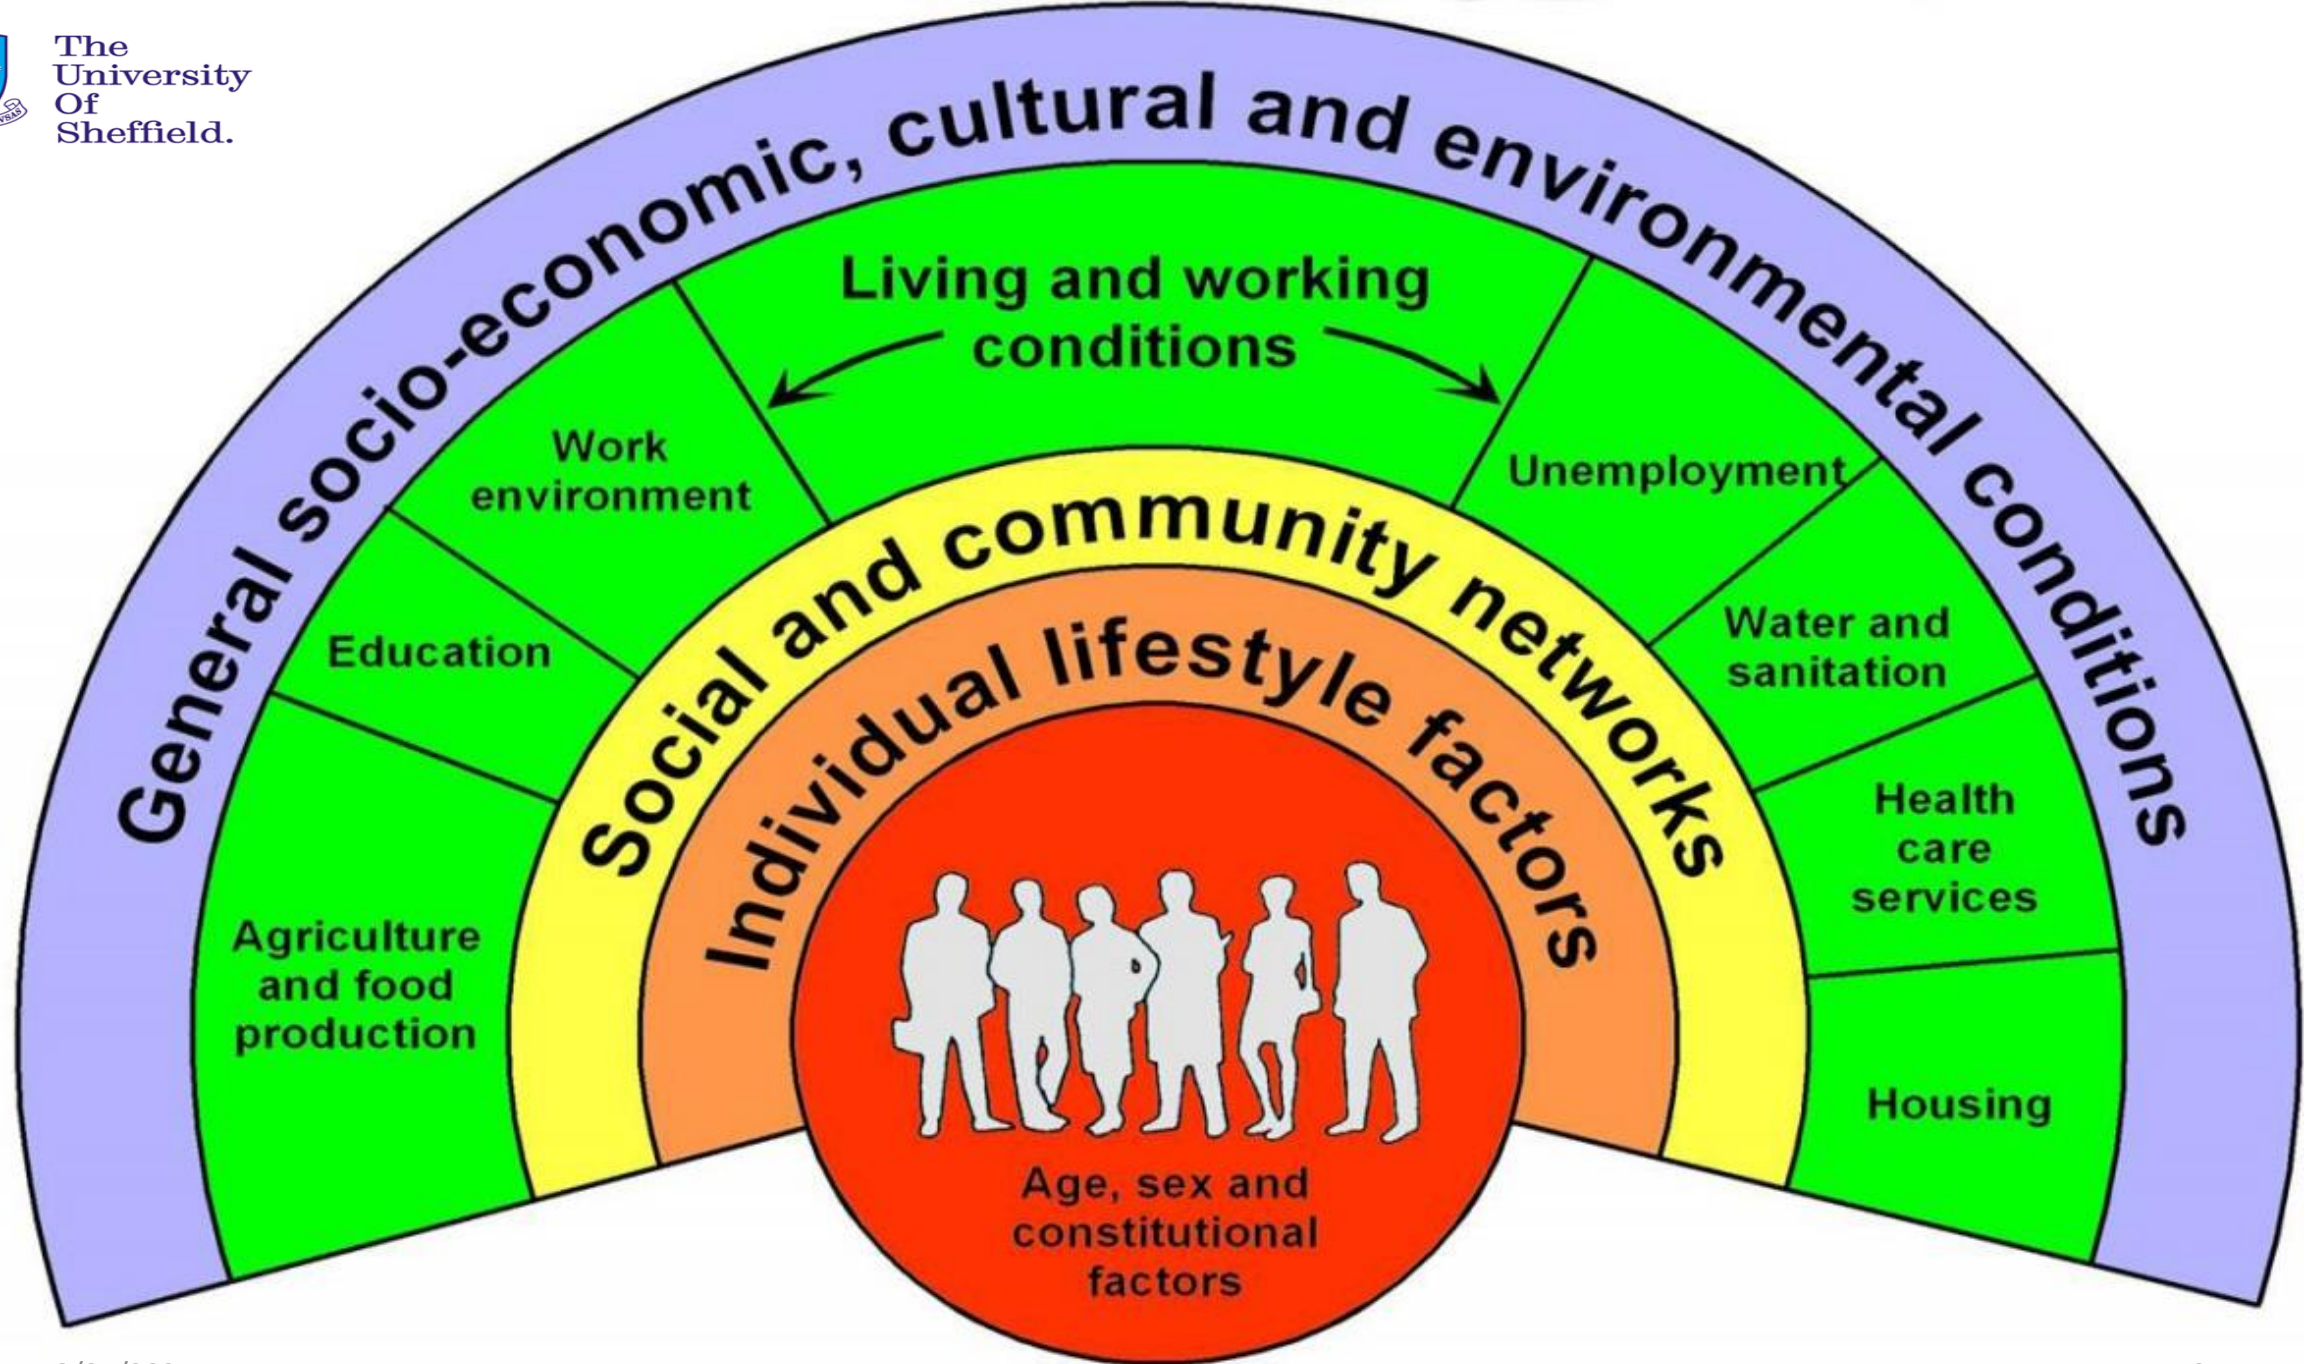 The
University
Of
Sheffield.
General socio-economic, cultural and environmental conditions
Living and working
conditions
Work
environment
Unemployment
Education
Water and
sanitation
Agriculture
and food
production
Health
care
services
Housing
Social and community networks
Individual lifestyle factors
Age, sex and
constitutional
factors